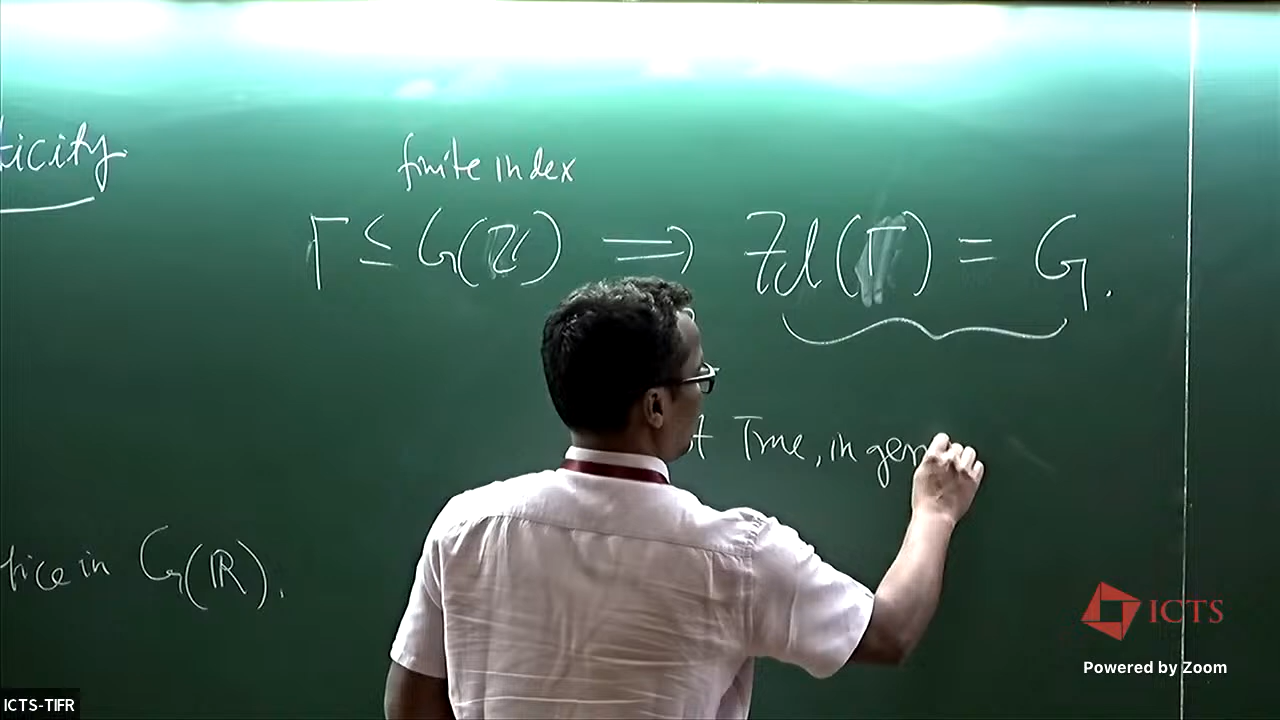 ticity
finite index
Γ ≤ G(ℤ) ⟹ Zcl(Γ) = G.
True, in gen
tice in G(ℝ).
ICTS
Powered by Zoom
ICTS-TIFR